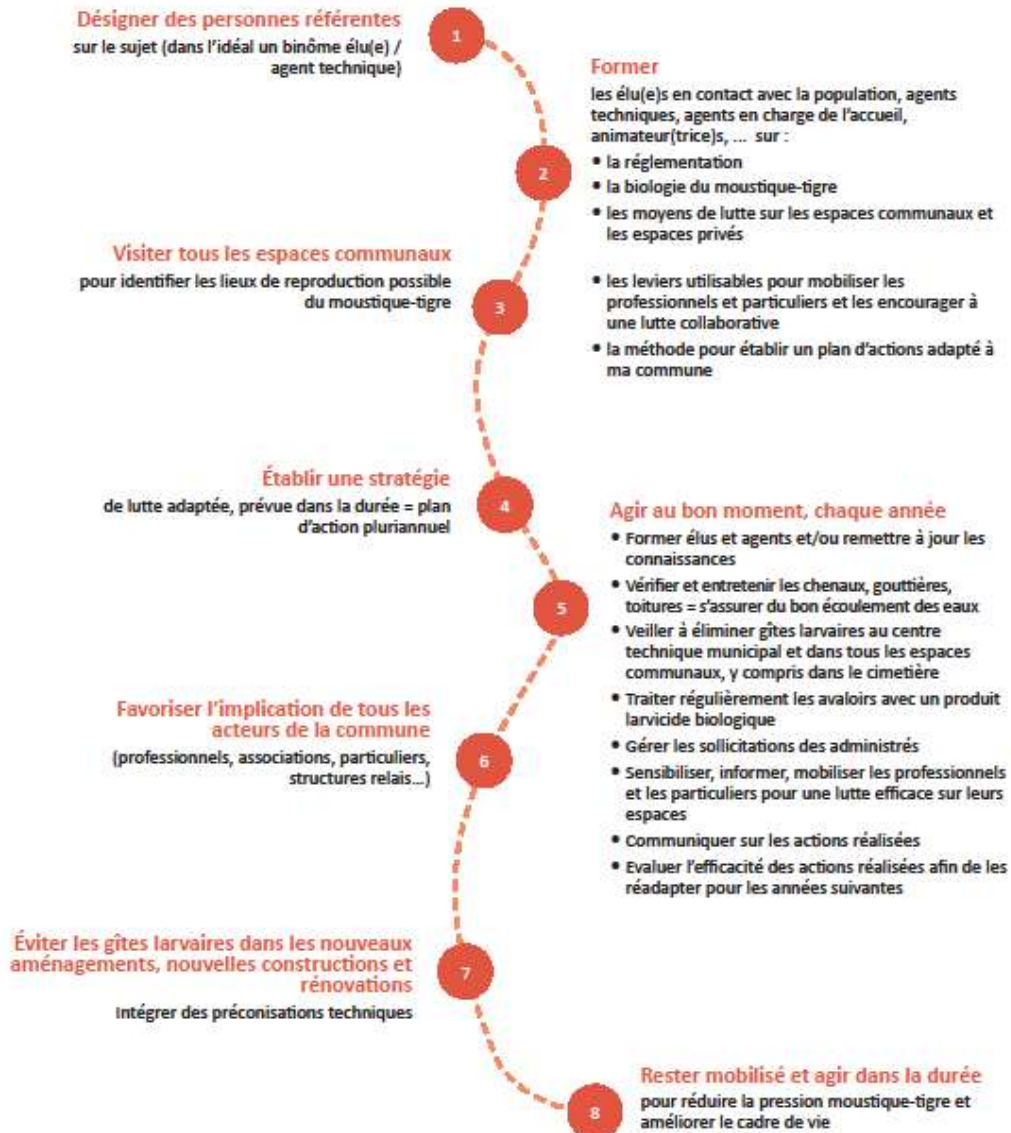 1
Désigner des personnes référentes
sur le sujet (dans l'idéal un binôme élu(e) /
agent technique)
2
Former
les élu(e)s en contact avec la population, agents
techniques, agents en charge de l'accueil,
animateur(trice)s, ... sur :
• la réglementation
• la biologie du moustique-tigre
• les moyens de lutte sur les espaces communaux et
les espaces privés
• les leviers utilisables pour mobiliser les
professionnels et particuliers et les encourager à
une lutte collaborative
• la méthode pour établir un plan d'actions adapté à
ma commune
3
Visiter tous les espaces communaux
pour identifier les lieux de reproduction possible
du moustique-tigre
4
Établir une stratégie
de lutte adaptée, prévue dans la durée = plan
d'action pluriannuel
5
Agir au bon moment, chaque année
• Former élus et agents et/ou remettre à jour les
connaissances
• Vérifier et entretenir les chenaux, gouttières,
toitures = s'assurer du bon écoulement des eaux
• Veiller à éliminer gîtes larvaires au centre
technique municipal et dans tous les espaces
communaux, y compris dans le cimetière
• Traiter régulièrement les avaloirs avec un produit
larvicide biologique
• Gérer les sollicitations des administrés
• Sensibiliser, informer, mobiliser les professionnels
et les particuliers pour une lutte efficace sur leurs
espaces
• Communiquer sur les actions réalisées
• Evaluer l'efficacité des actions réalisées afin de les
réadapter pour les années suivantes
6
Favoriser l'implication de tous les
acteurs de la commune
(professionnels, associations, particuliers,
structures relais...)
7
Éviter les gîtes larvaires dans les nouveaux
aménagements, nouvelles constructions et
rénovations
Intégrer des préconisations techniques
8
Rester mobilisé et agir dans la durée
pour réduire la pression moustique-tigre et
améliorer le cadre de vie